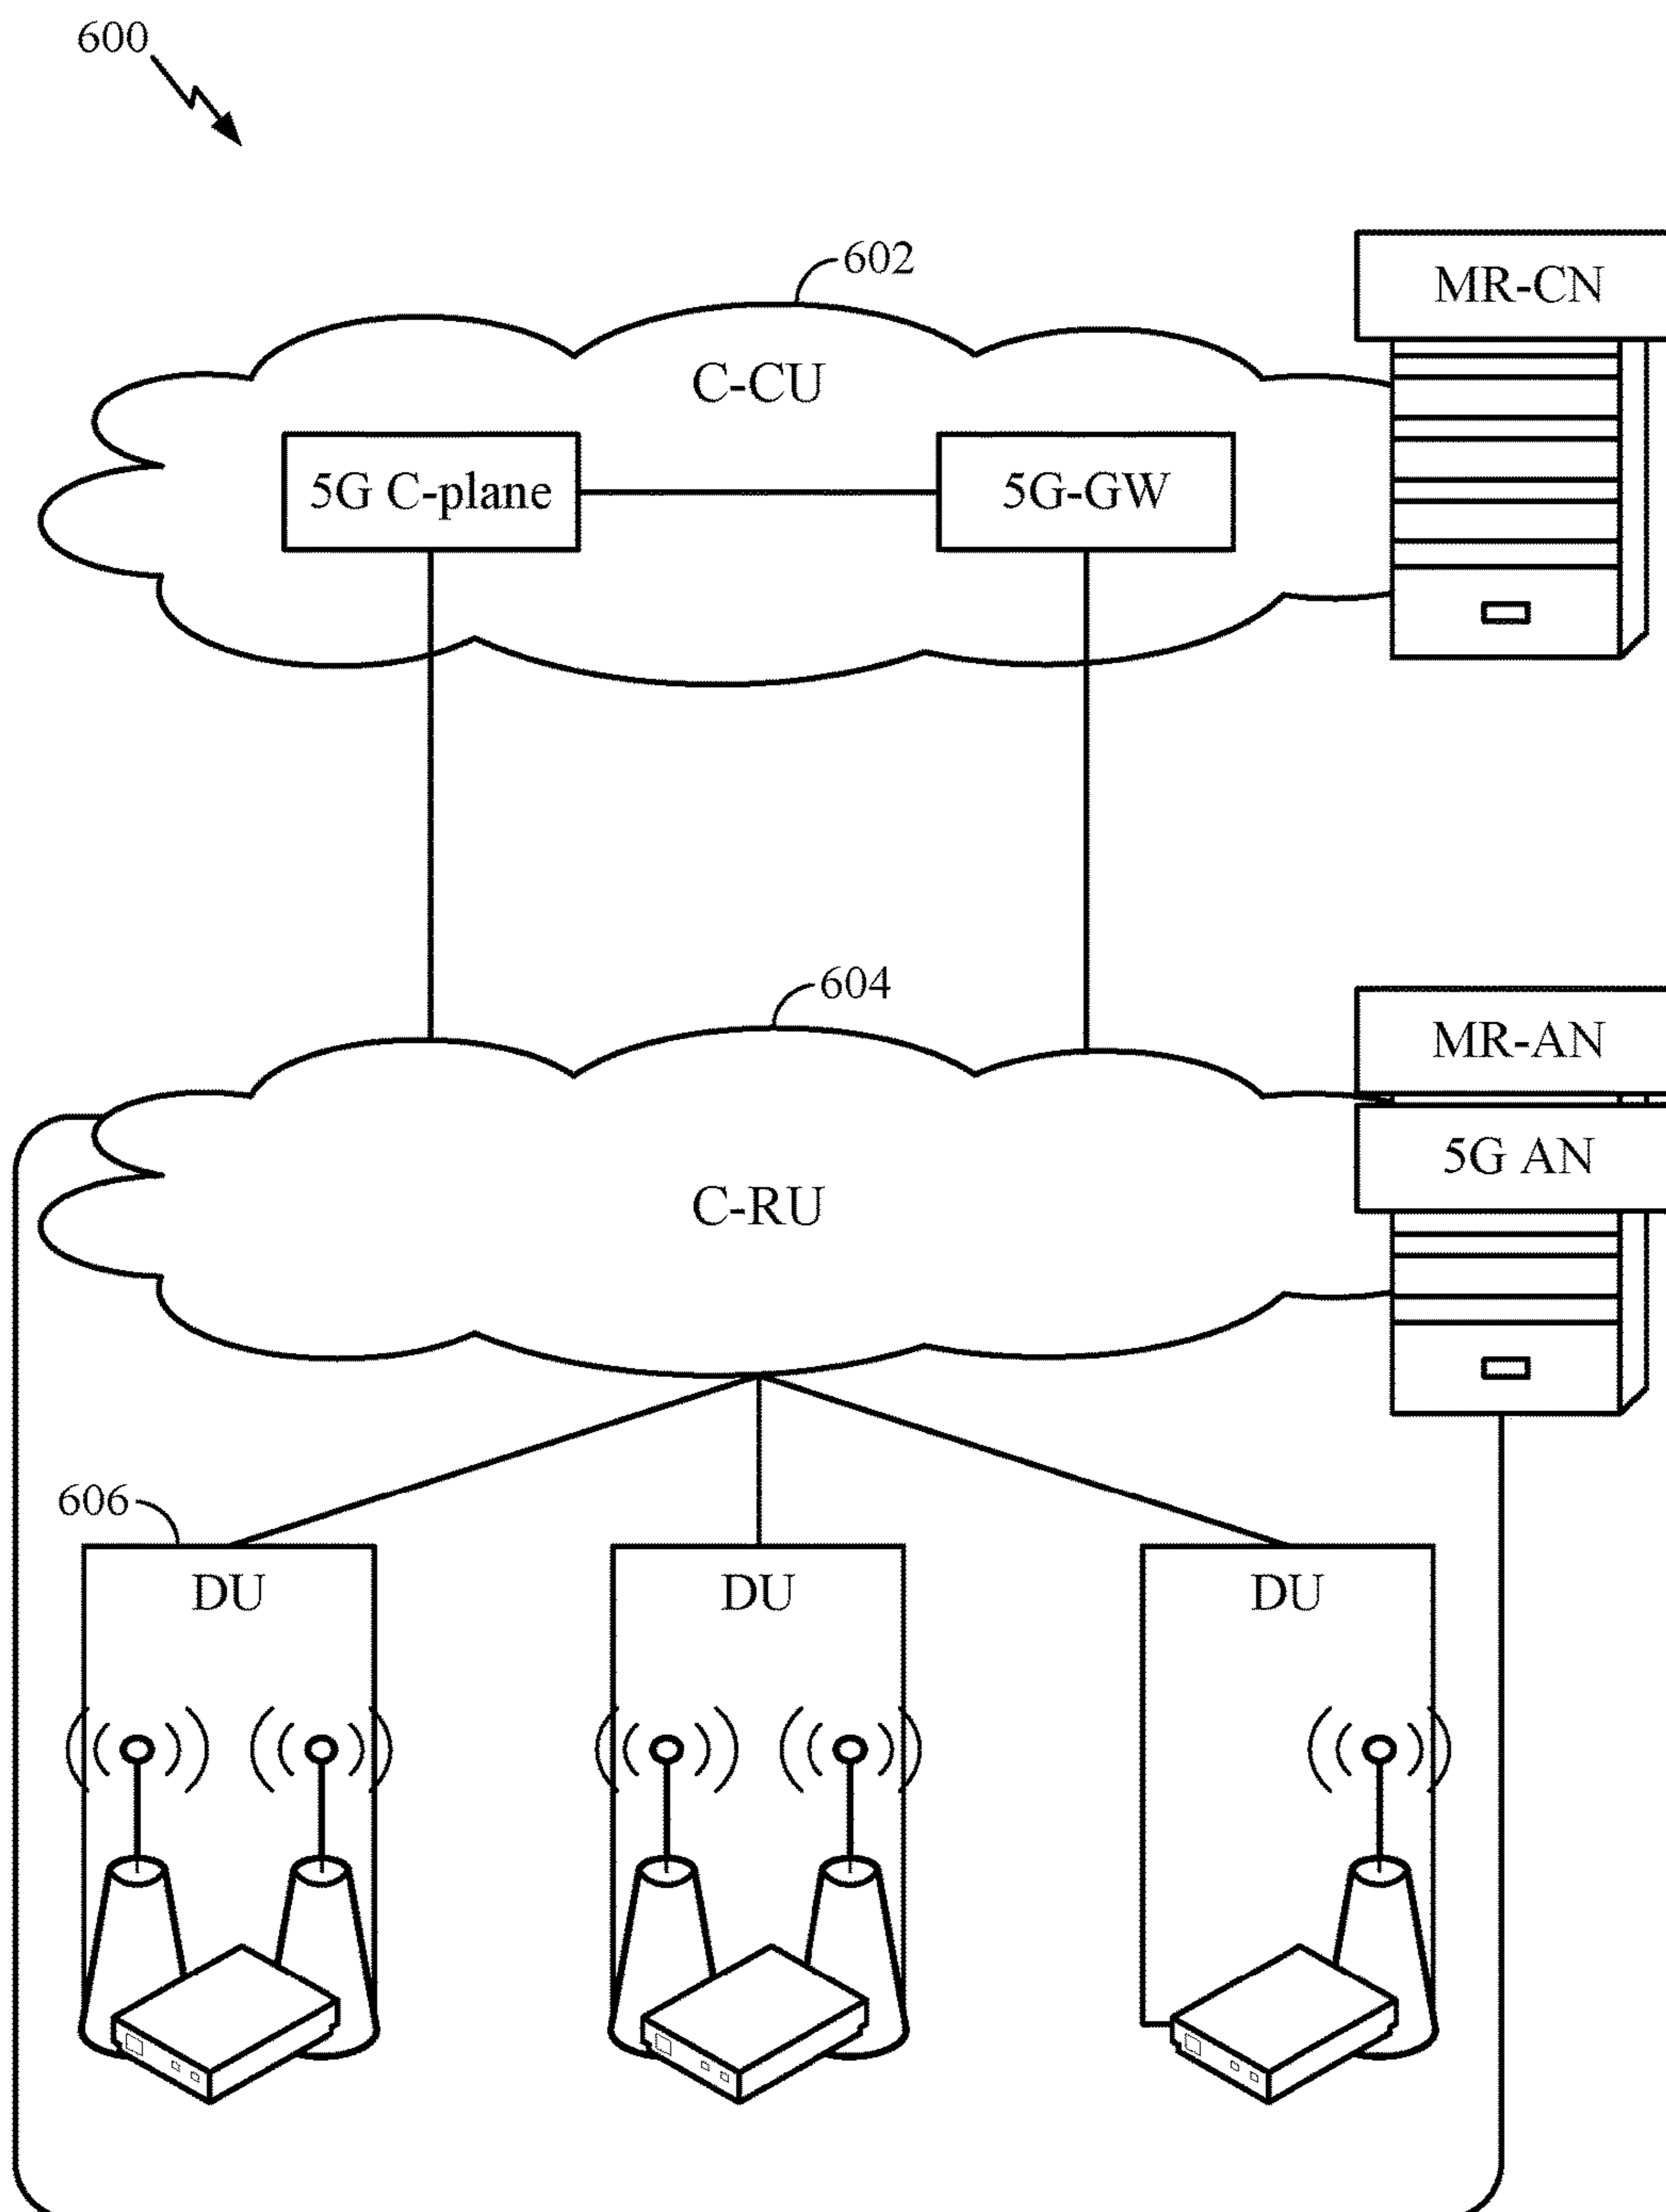 600
602
MR-CN
C-CU
5G C-plane
5G-GW
604
MR-AN
5G AN
C-RU
606
DU
DU
DU